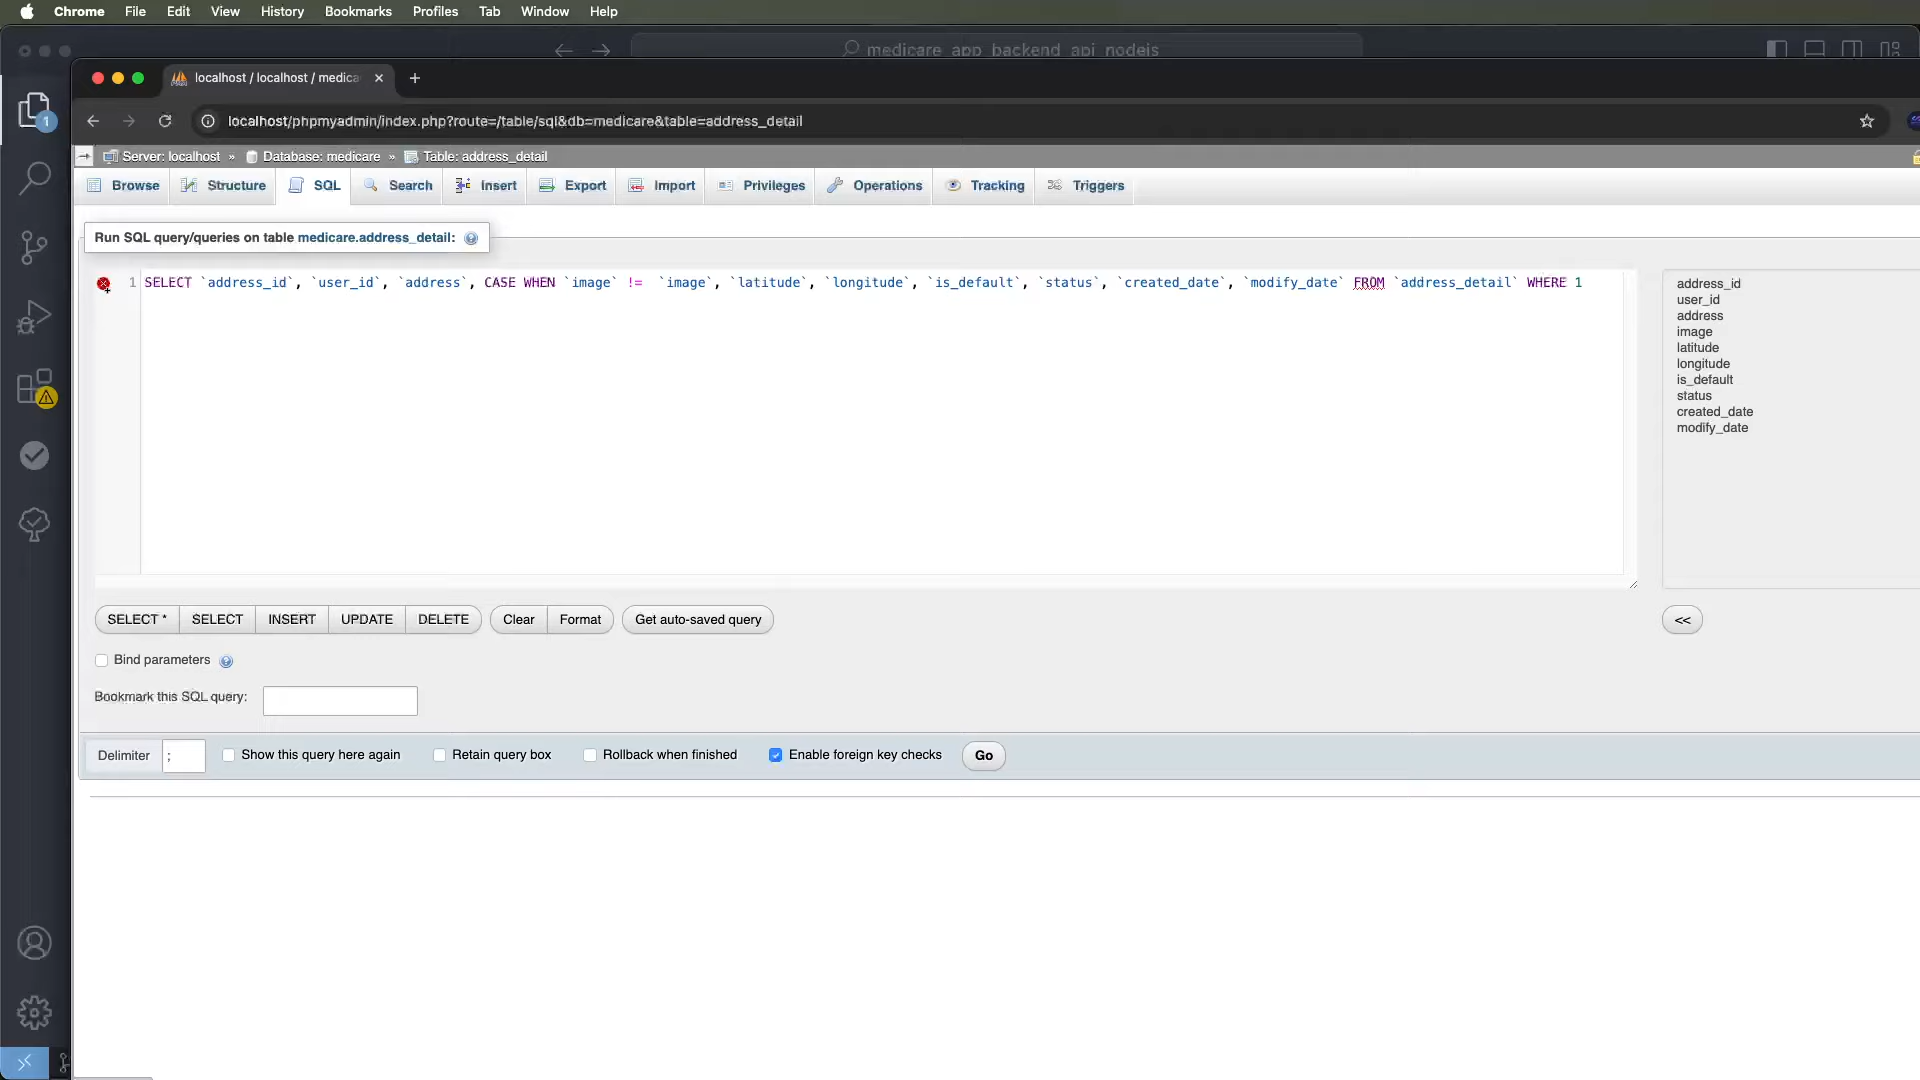 Chrome File Edit View History Bookmarks Profiles Tab Window Help
medicare_app_backend_api_nodejs
localhost / localhost / medica
localhost/phpmyadmin/index.php?route=/table/sql&db=medicare&table=address_detail
Server: localhost » Database: medicare » Table: address_detail
Browse Structure SQL Search Insert Export Import Privileges Operations Tracking Triggers
Run SQL query/queries on table medicare.address_detail:
1 SELECT `address_id`, `user_id`, `address`, CASE WHEN `image` !=  `image`, `latitude`, `longitude`, `is_default`, `status`, `created_date`, `modify_date` FROM `address_detail` WHERE 1
address_id
user_id
address
image
latitude
longitude
is_default
status
created_date
modify_date
SELECT * SELECT INSERT UPDATE DELETE Clear Format Get auto-saved query <<
Bind parameters
Bookmark this SQL query:
Delimiter ; Show this query here again Retain query box Rollback when finished Enable foreign key checks Go
1